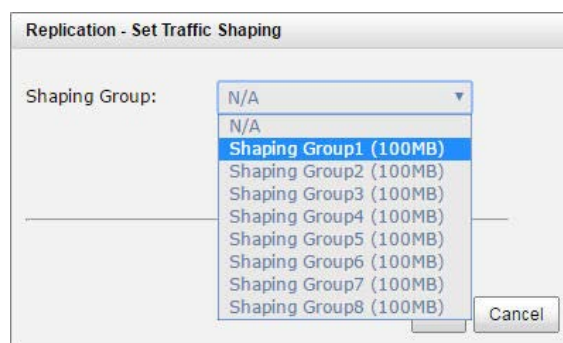 Replication - Set Traffic Shaping
Shaping Group:
N/A
N/A
Shaping Group1 (100MB)
Shaping Group2 (100MB)
Shaping Group3 (100MB)
Shaping Group4 (100MB)
Shaping Group5 (100MB)
Shaping Group6 (100MB)
Shaping Group7 (100MB)
Shaping Group8 (100MB)
Cancel